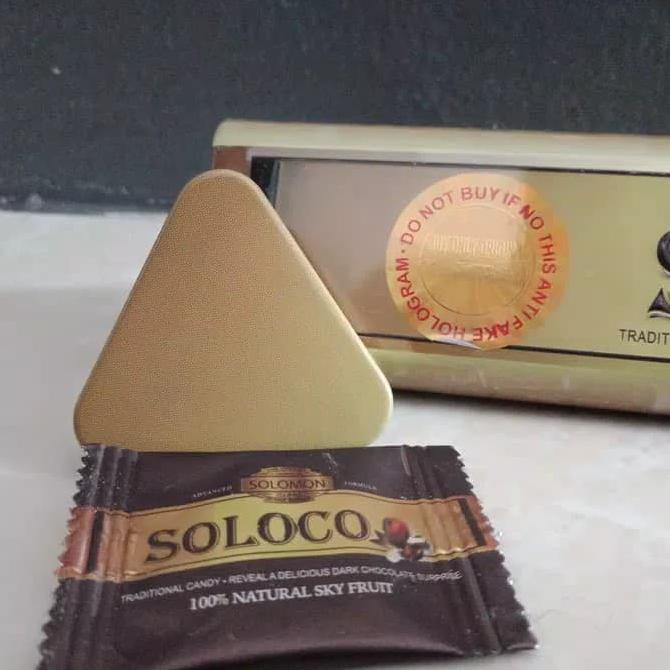 DO NOT BUY IF NO THIS ANTI FAKE HOLOGRAM •
TRADIT
ADVANCED SOLOMON FORMULA
SOLOCO
TRADITIONAL CANDY • REVEAL A DELICIOUS DARK CHOCOLATE SURPRISE
100% NATURAL SKY FRUIT